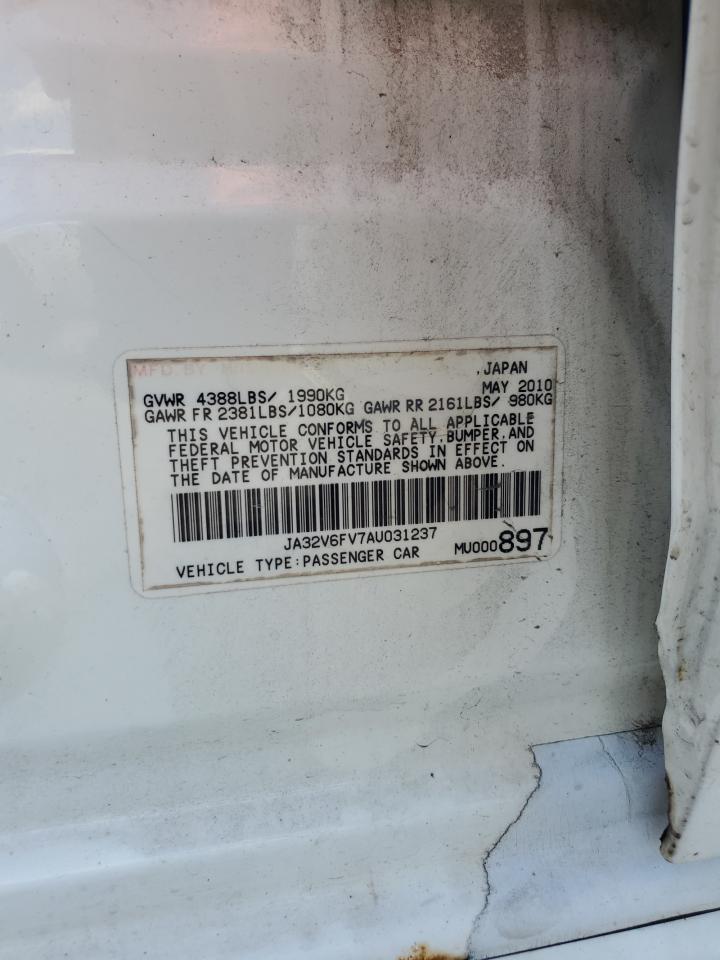 MFD. BY , JAPAN
GVWR 4388LBS/ 1990KG MAY 2010
GAWR FR 2381LBS/1080KG GAWR RR 2161LBS/ 980KG
THIS VEHICLE CONFORMS TO ALL APPLICABLE
FEDERAL MOTOR VEHICLE SAFETY,BUMPER,AND
THEFT PREVENTION STANDARDS IN EFFECT ON
THE DATE OF MANUFACTURE SHOWN ABOVE.
JA32V6FV7AU031237
VEHICLE TYPE:PASSENGER CAR MU000897